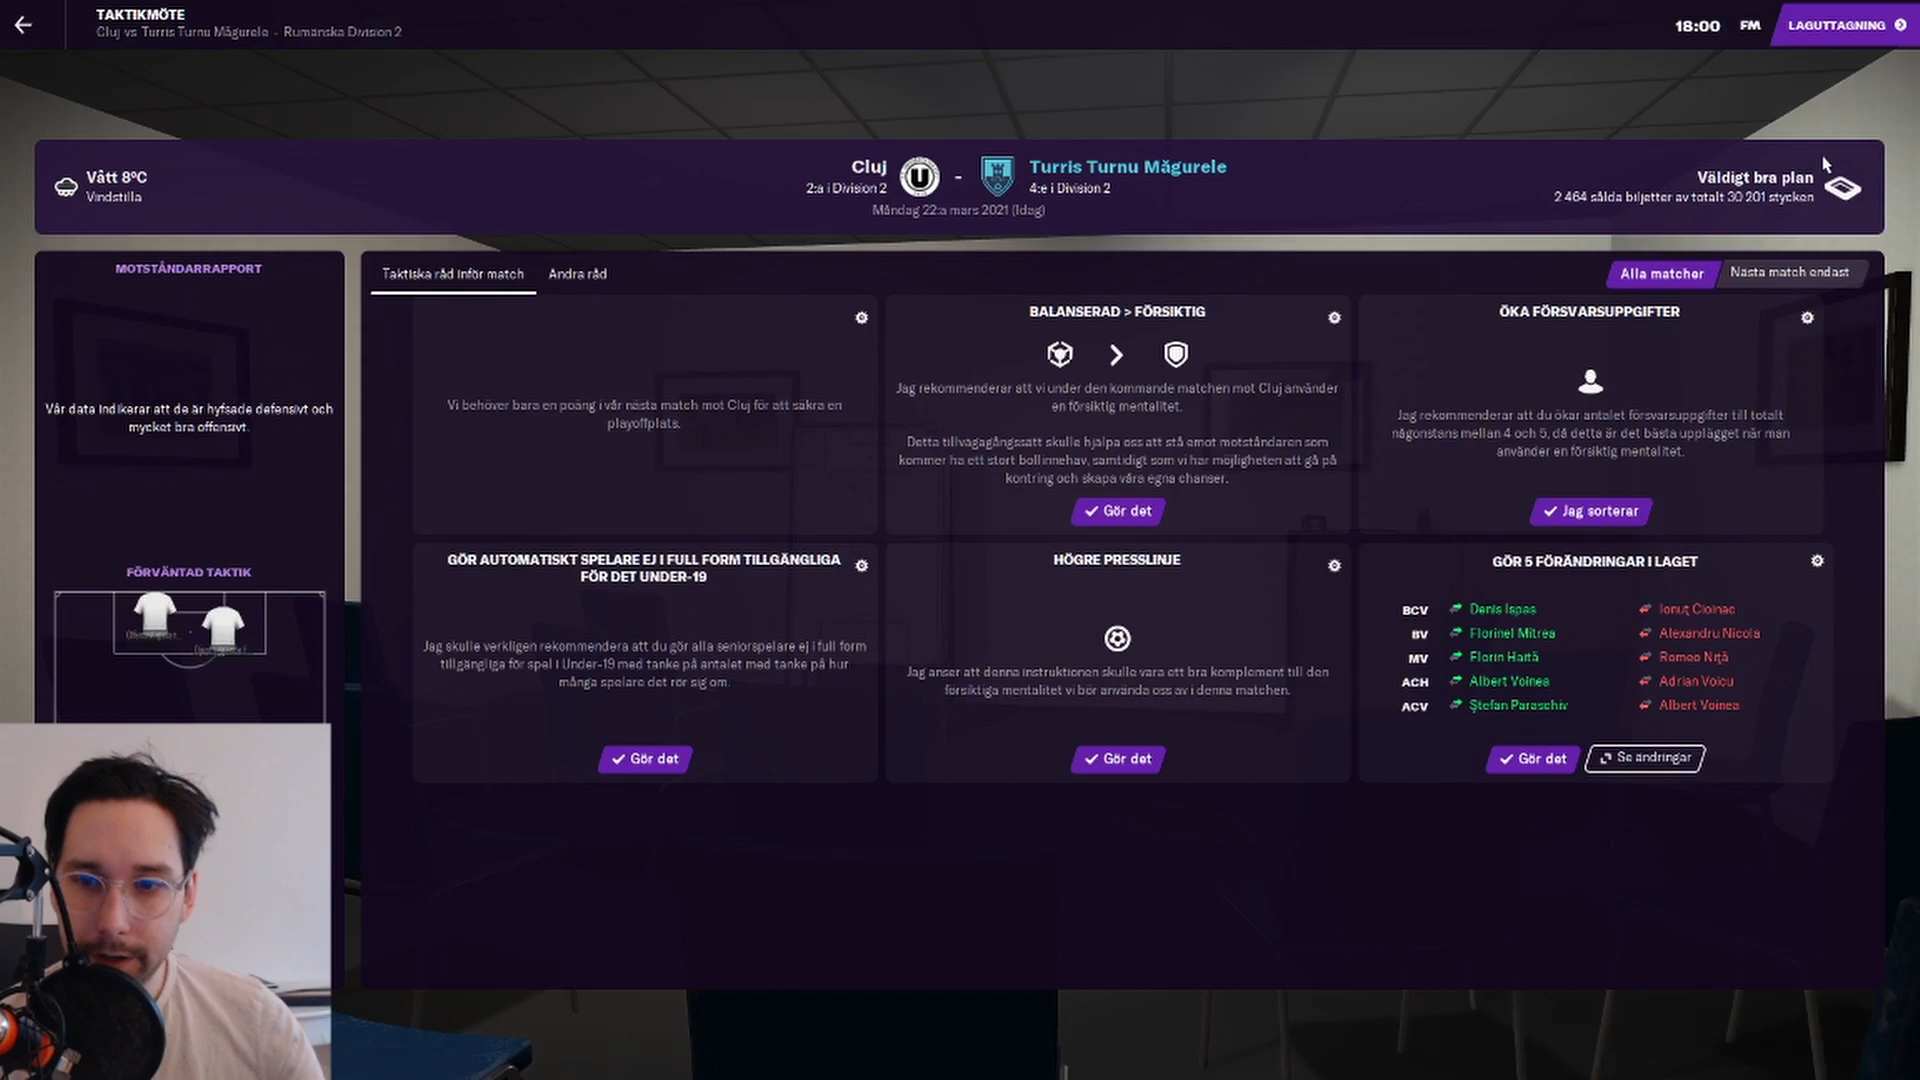 TAKTIKMÖTE
Cluj vs Turris Turnu Măgurele - Rumänska Division 2
18:00
FM
LAGUTTAGNING
Vått 8°C
Vindstilla
Cluj
2:a i Division 2
U
-
Turris Turnu Măgurele
4:e i Division 2
Måndag 22:a mars 2021 (Idag)
Väldigt bra plan
2 464 sålda biljetter av totalt 30 201 stycken
MOTSTÅNDARRAPPORT
Vår data indikerar att de är hyfsade defensivt och
mycket bra offensivt.
FÖRVÄNTAD TAKTIK
Taktiska råd inför match
Andra råd
Alla matcher
Nästa match endast
Vi behöver bara en poäng i vår nästa match mot Cluj för att säkra en
playoffplats.
BALANSERAD > FÖRSIKTIG
Jag rekommenderar att vi under den kommande matchen mot Cluj använder
en försiktig mentalitet.
Detta tillvägagångssätt skulle hjälpa oss att stå emot motståndaren som
kommer ha ett stort bollinnehav, samtidigt som vi har möjligheten att gå på
kontring och skapa våra egna chanser.
Gör det
ÖKA FÖRSVARSUPPGIFTER
Jag rekommenderar att du ökar antalet försvarsuppgifter till totalt
någonstans mellan 4 och 5, då detta är det bästa upplägget när man
använder en försiktig mentalitet.
Jag sorterar
GÖR AUTOMATISKT SPELARE EJ I FULL FORM TILLGÄNGLIGA
FÖR DET UNDER-19
Jag skulle verkligen rekommendera att du gör alla seniorspelare ej i full form
tillgängliga för spel i Under-19 med tanke på antalet med tanke på hur
många spelare det rör sig om.
Gör det
HÖGRE PRESSLINJE
Jag anser att denna instruktionen skulle vara ett bra komplement till den
försiktiga mentalitet vi bör använda oss av i denna matchen.
Gör det
GÖR 5 FÖRÄNDRINGAR I LAGET
BCV Denis Ispas Ionuț Cioinac
BV Florinel Mitrea Alexandru Nicola
MV Florin Haită Romeo Niță
ACH Albert Voinea Adrian Voicu
ACV Ștefan Paraschiv Albert Voinea
Gör det
Se ändringar